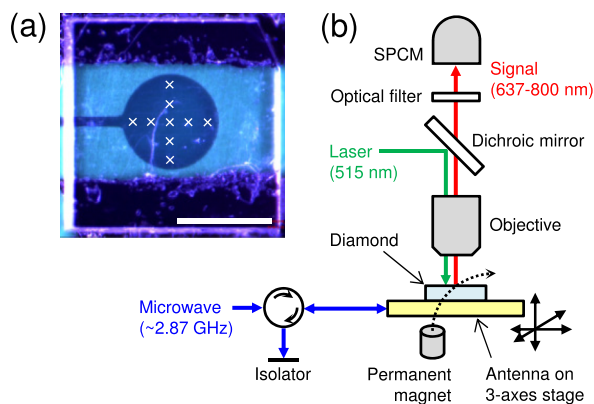 (a)
(b)
SPCM
Signal
(637-800 nm)
Optical filter
Dichroic mirror
Laser
(515 nm)
Objective
Diamond
Microwave
(~2.87 GHz)
Isolator
Permanent
magnet
Antenna on
3-axes stage